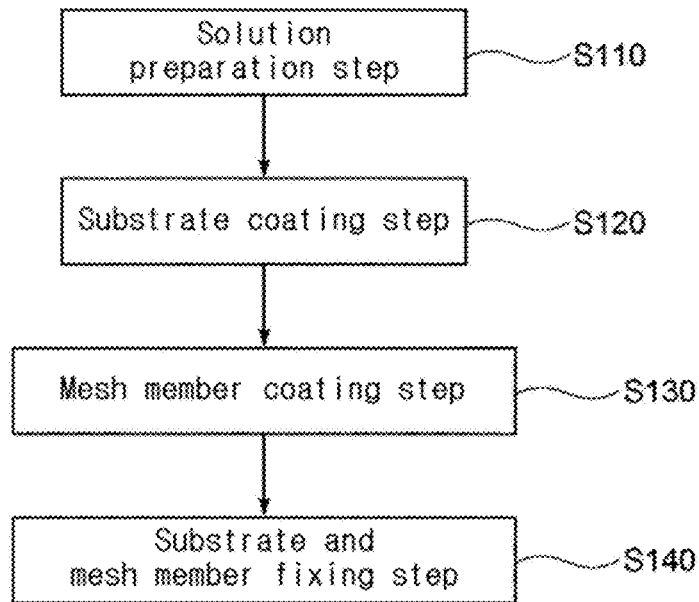 Solution
preparation step
S110
Substrate coating step
S120
Mesh member coating step
S130
Substrate and
mesh member fixing step
S140